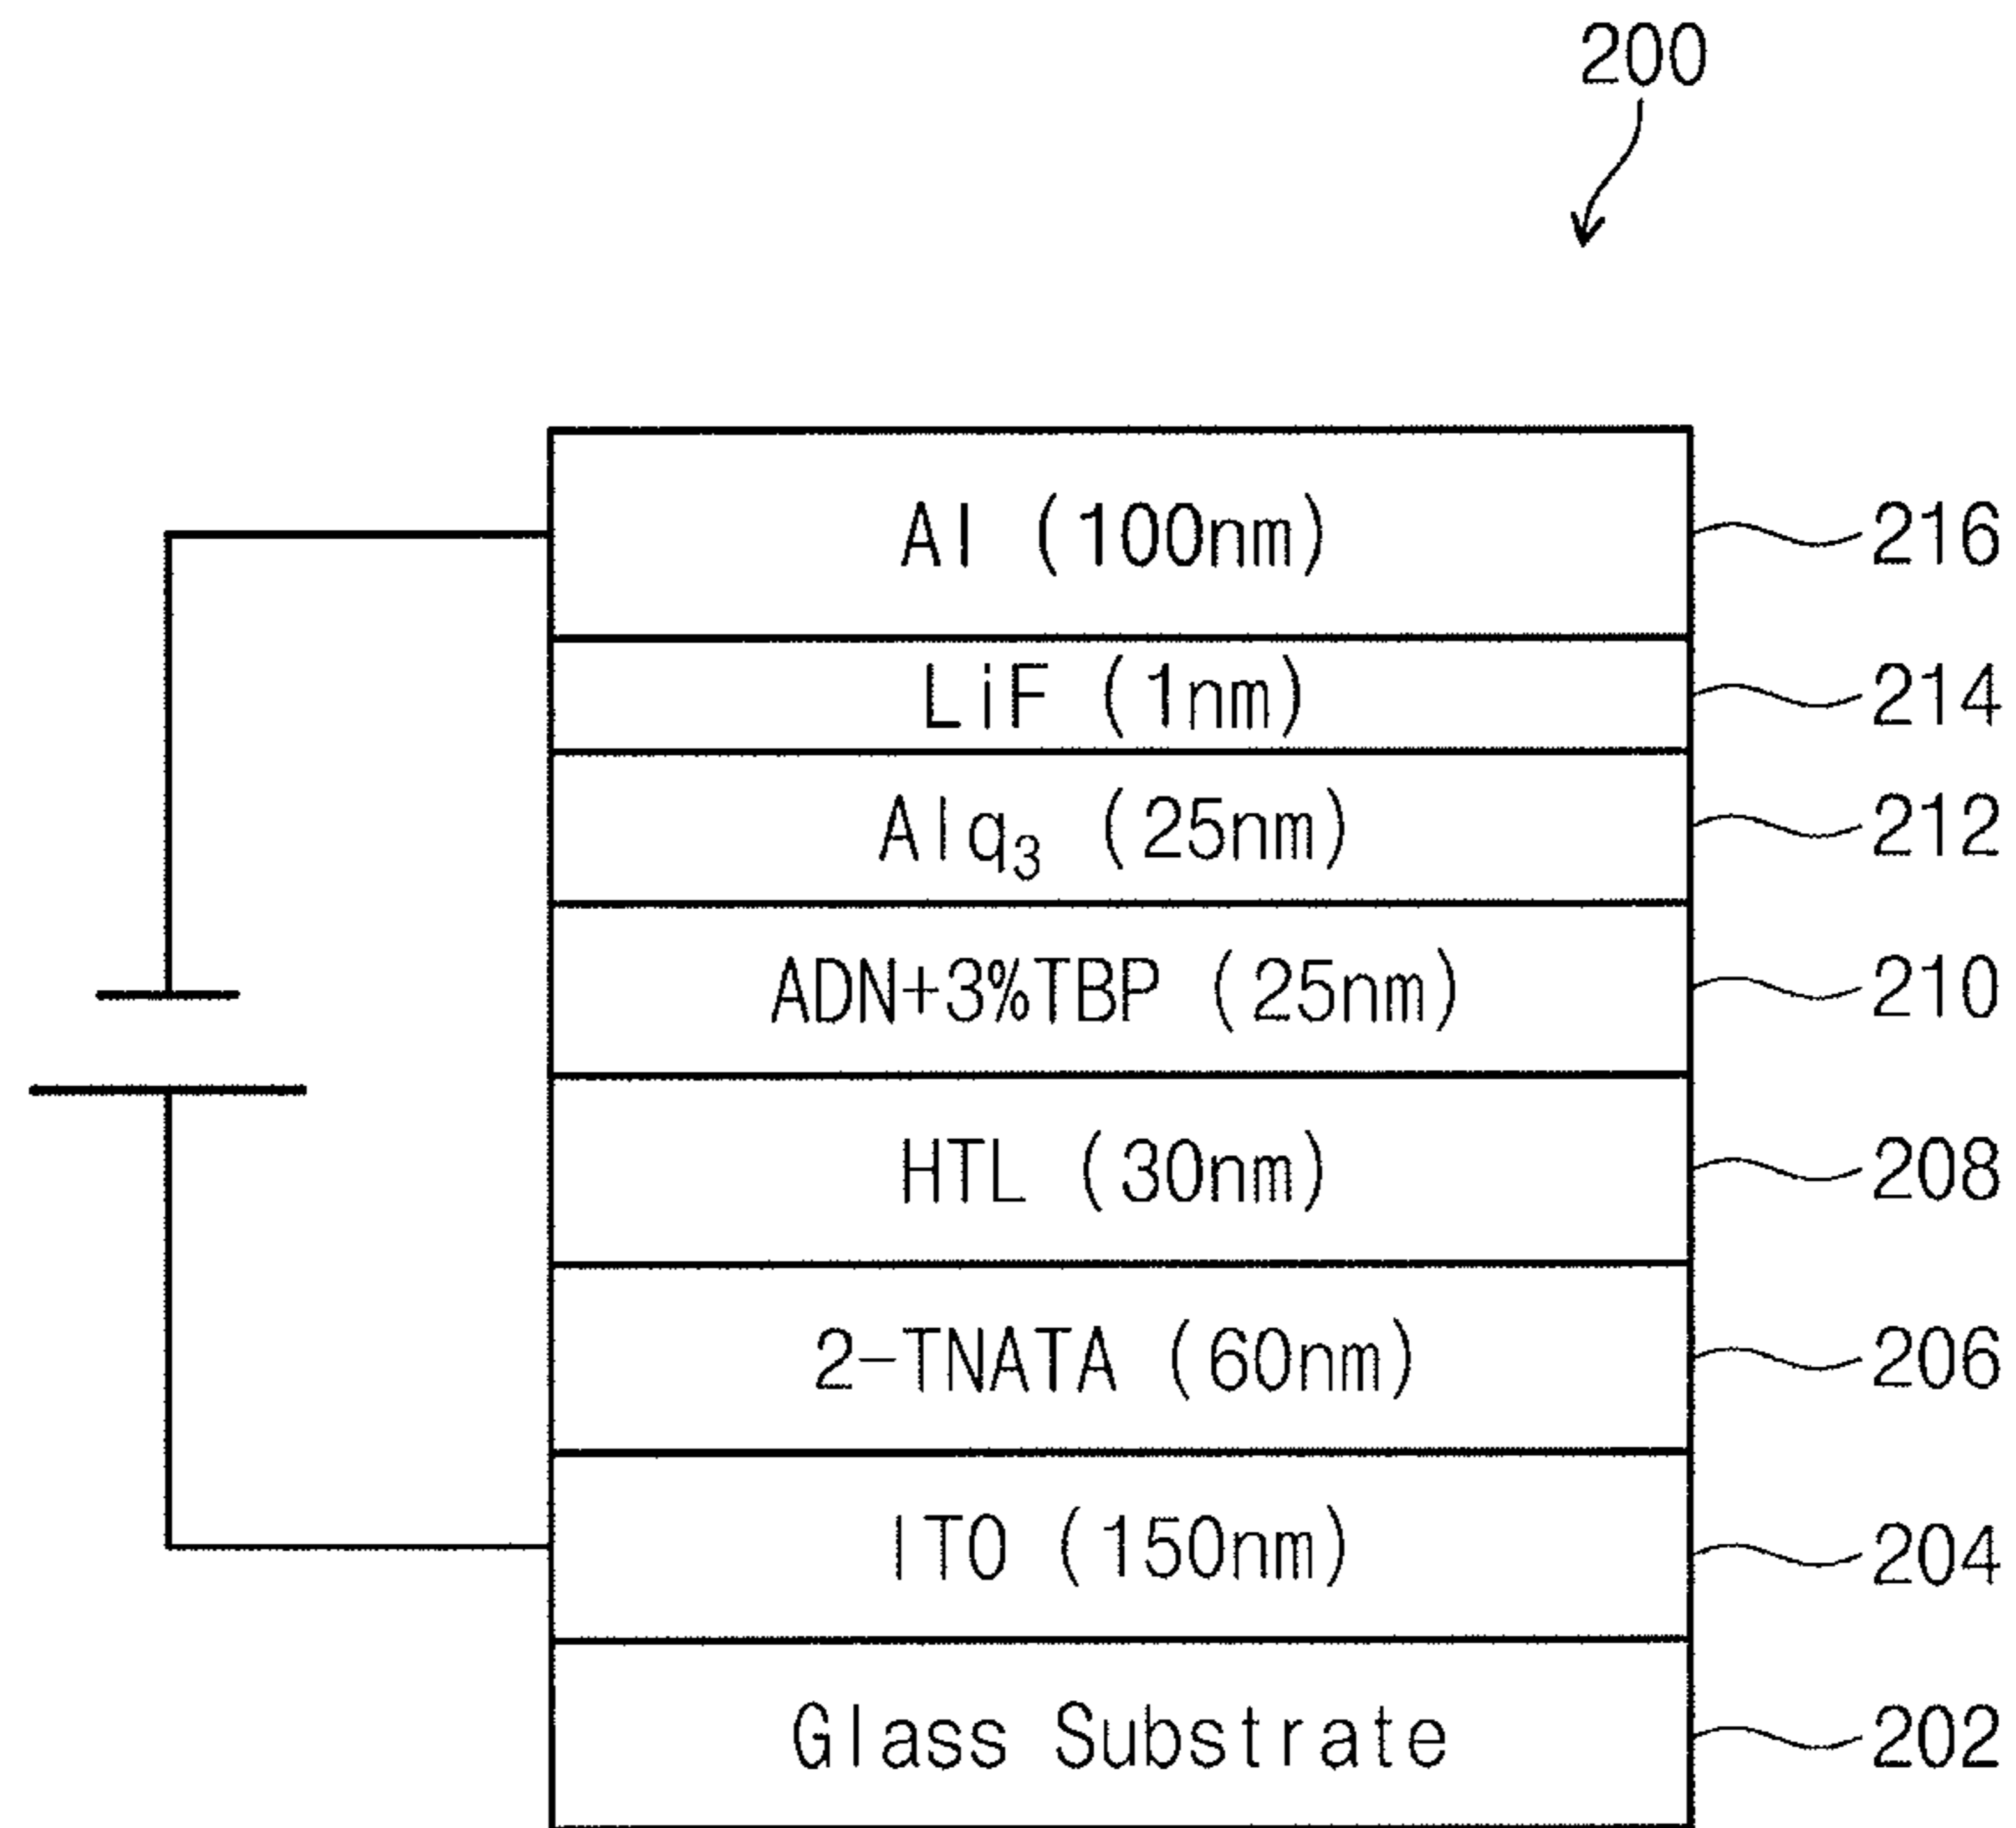 200
Al (100nm) 216
LiF (1nm) 214
Alq₃ (25nm) 212
ADN+3%TBP (25nm) 210
HTL (30nm) 208
2-TNATA (60nm) 206
ITO (150nm) 204
Glass Substrate 202